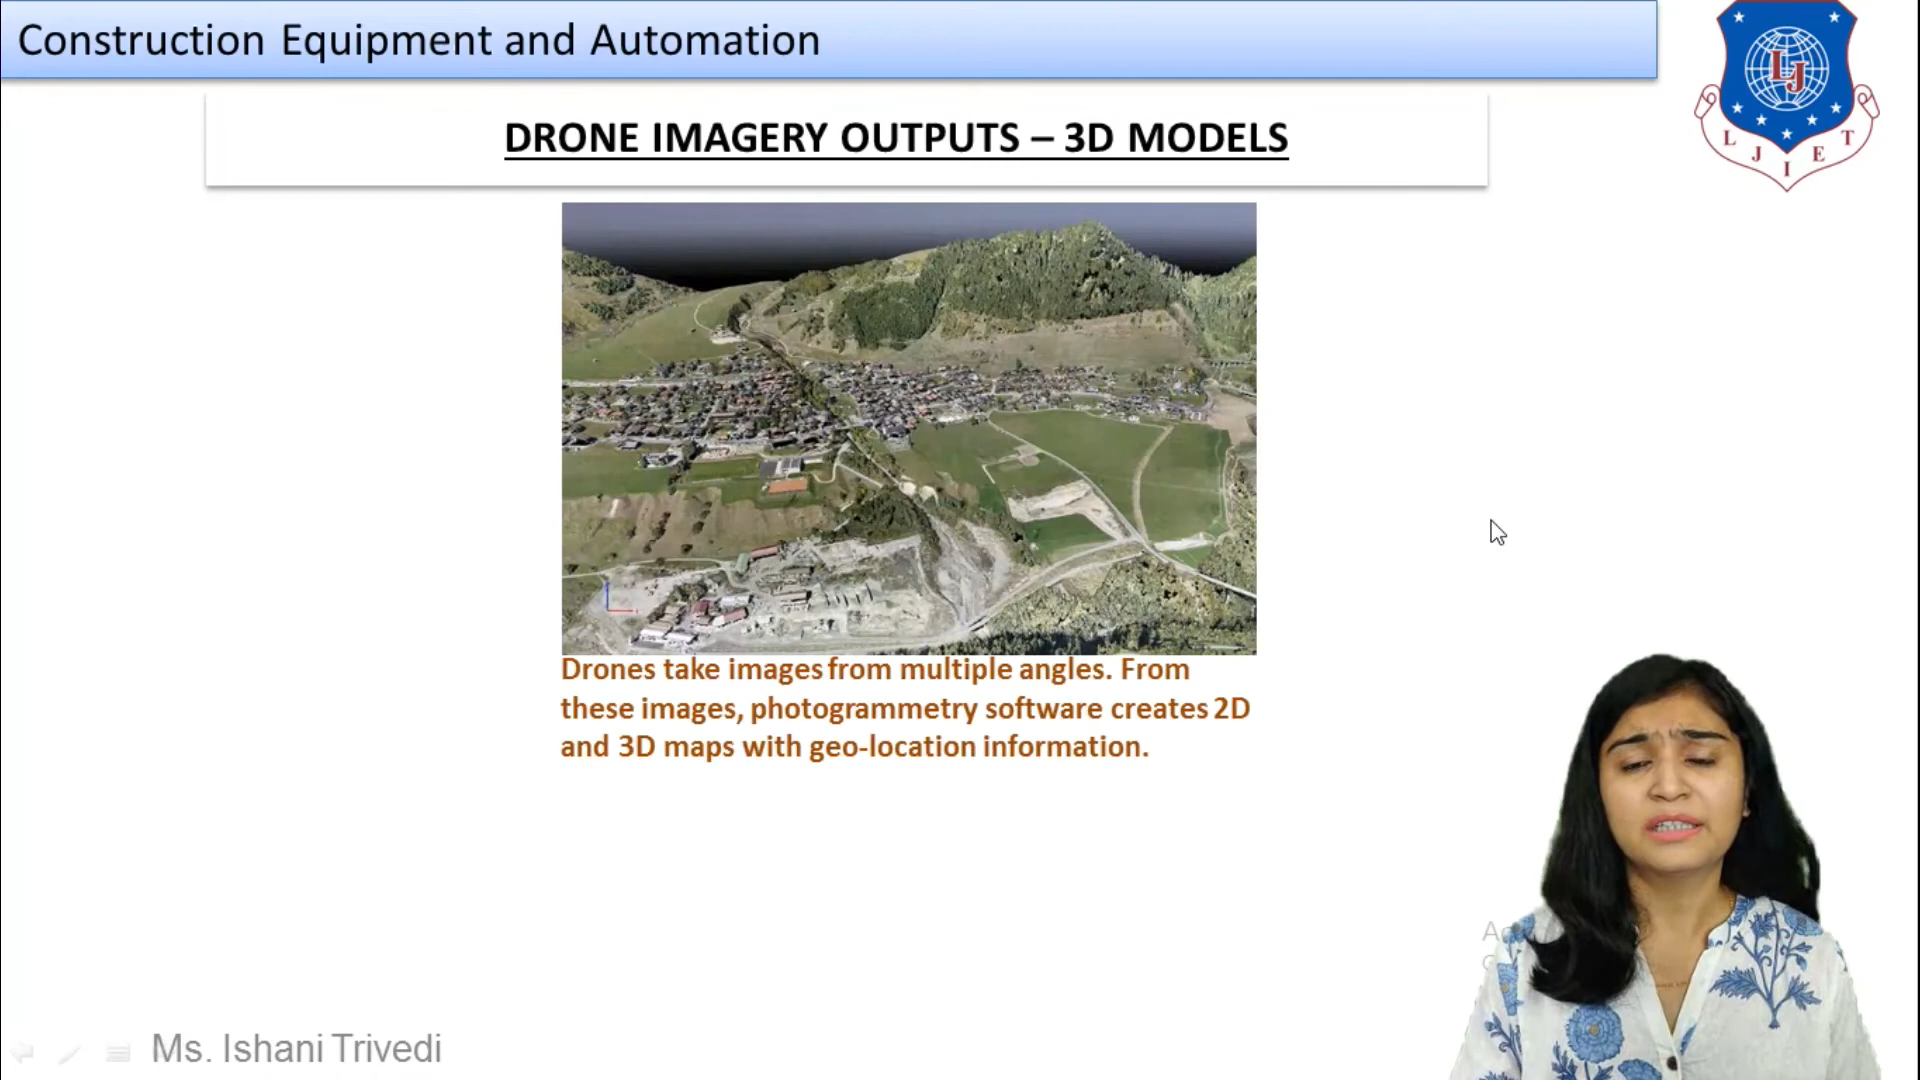 Construction Equipment and Automation
DRONE IMAGERY OUTPUTS – 3D MODELS
LJ
L J I E T
Drones take images from multiple angles. From
these images, photogrammetry software creates 2D
and 3D maps with geo-location information.
Ms. Ishani Trivedi